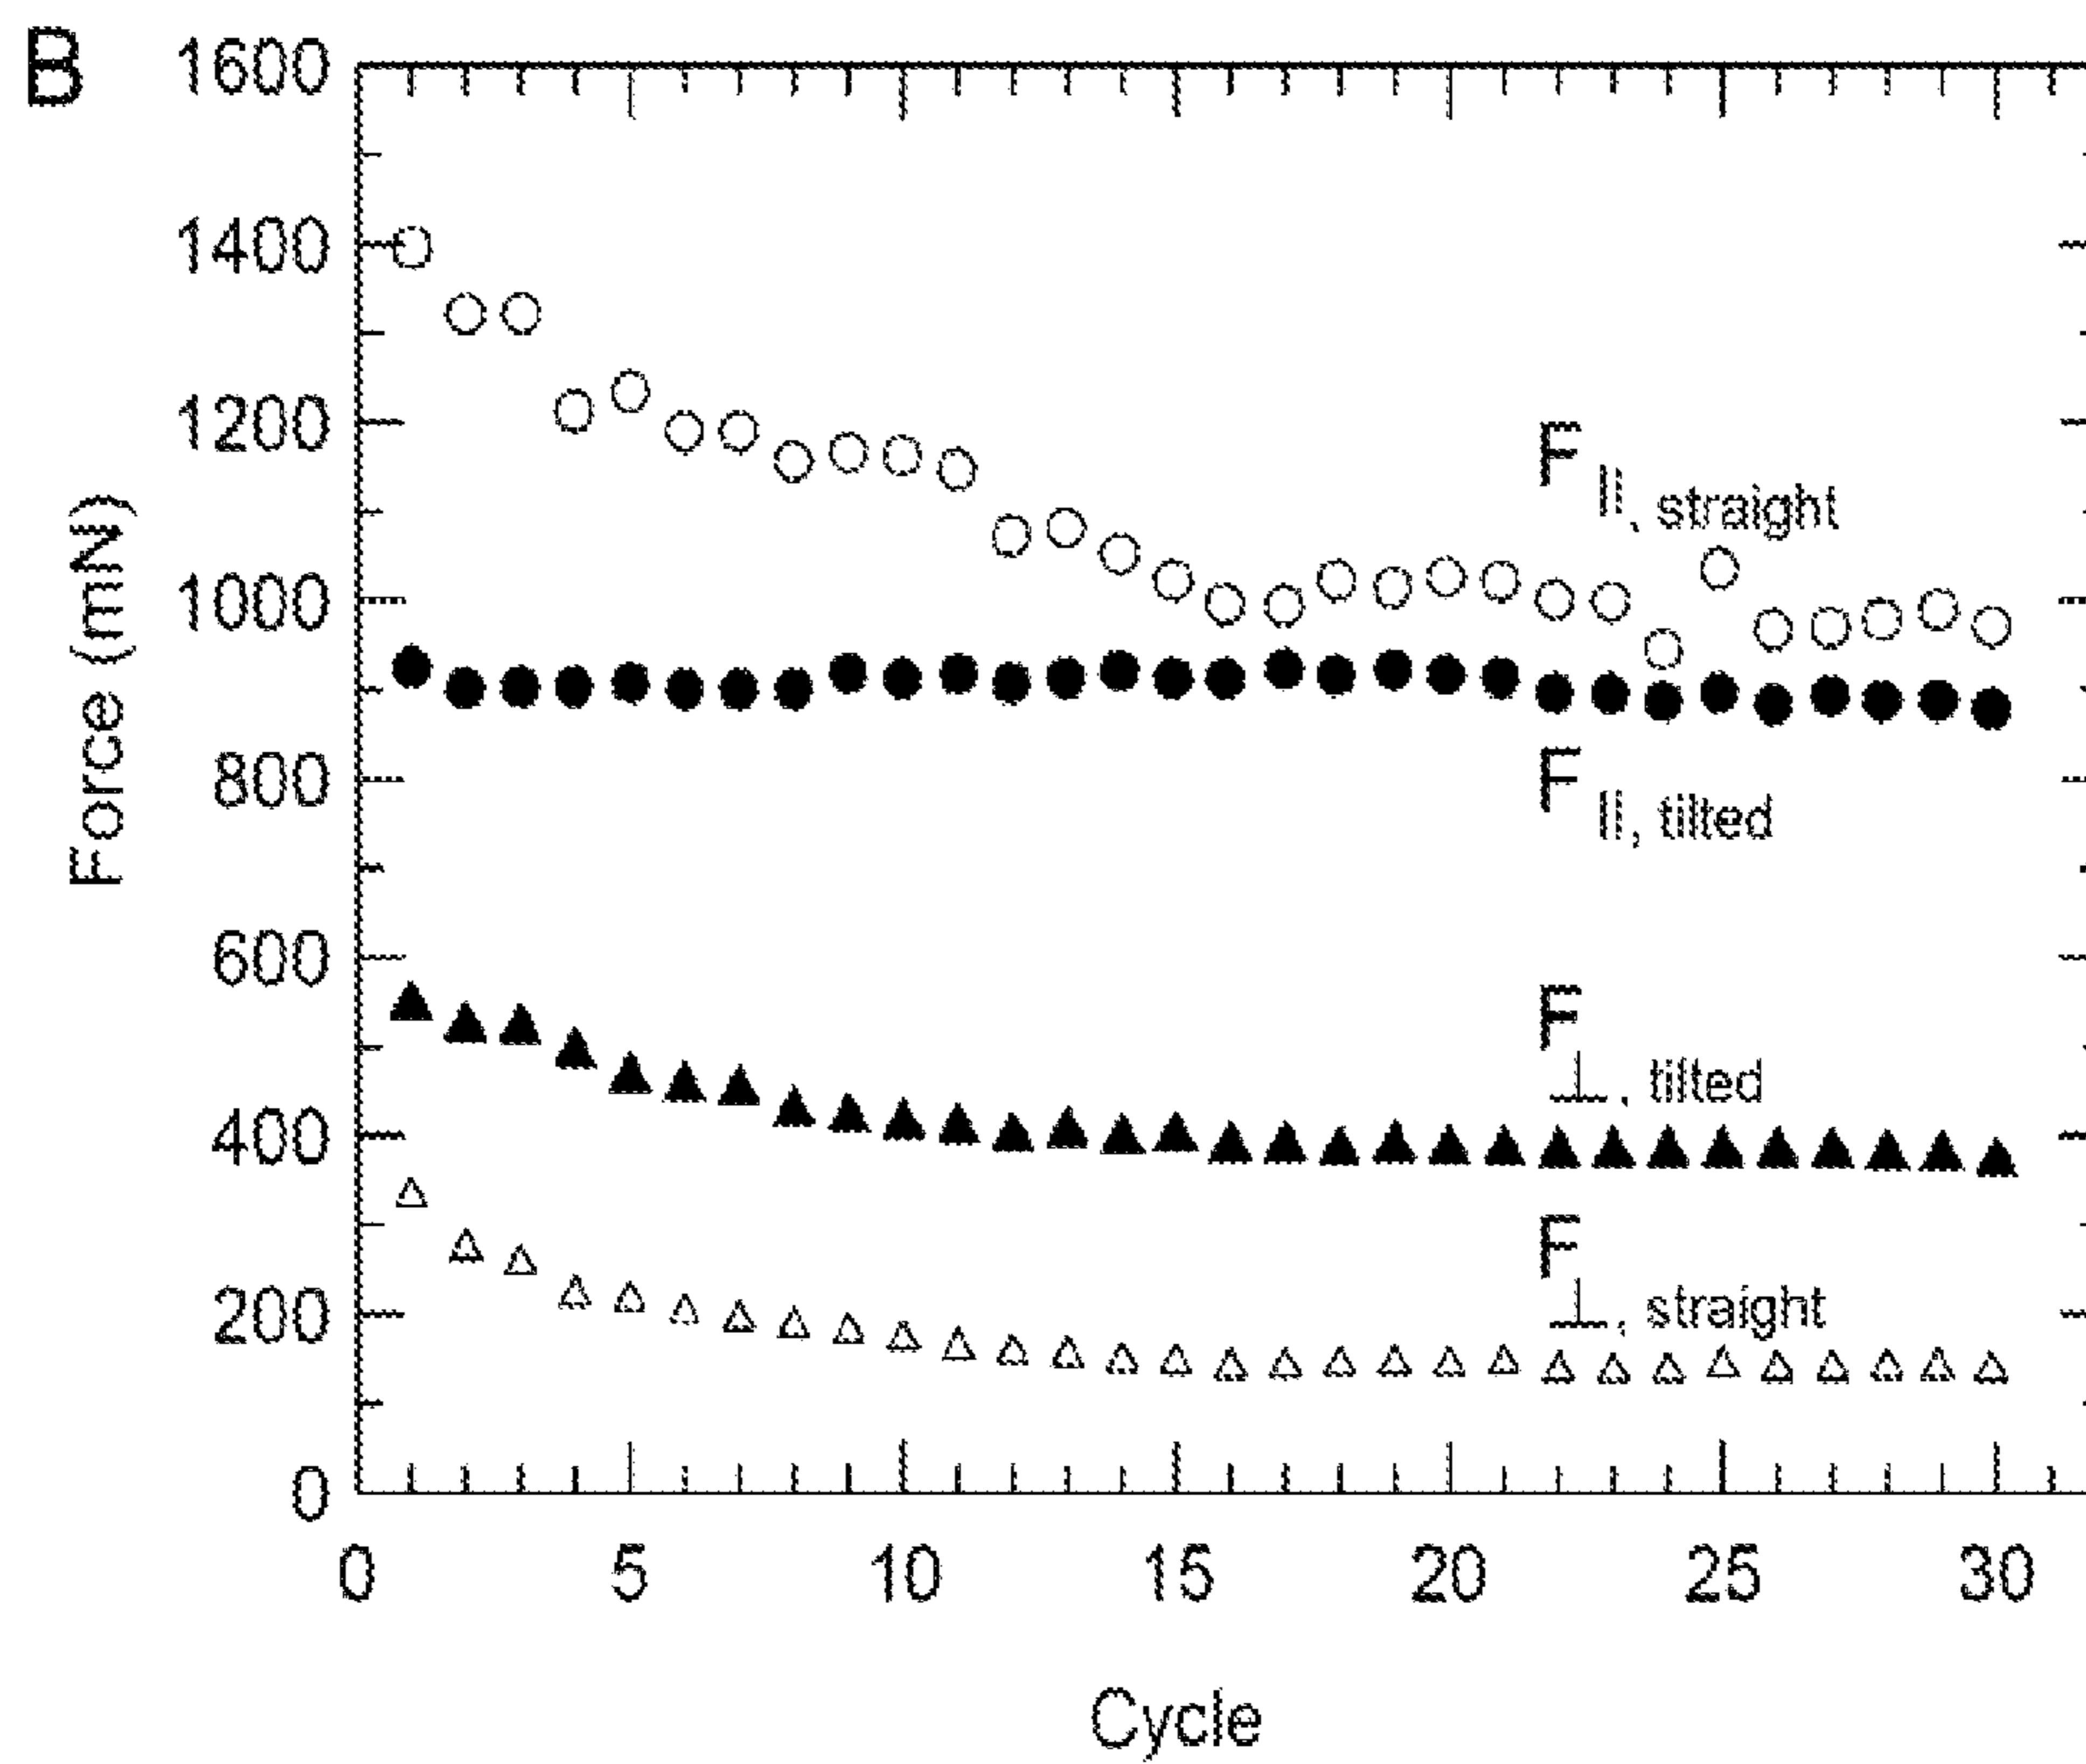 B
1600
1400
1200
1000
800
600
400
200
0
Force (mN)
F ||, straight
F ||, tilted
F ⊥, tilted
F ⊥, straight
0 5 10 15 20 25 30
Cycle